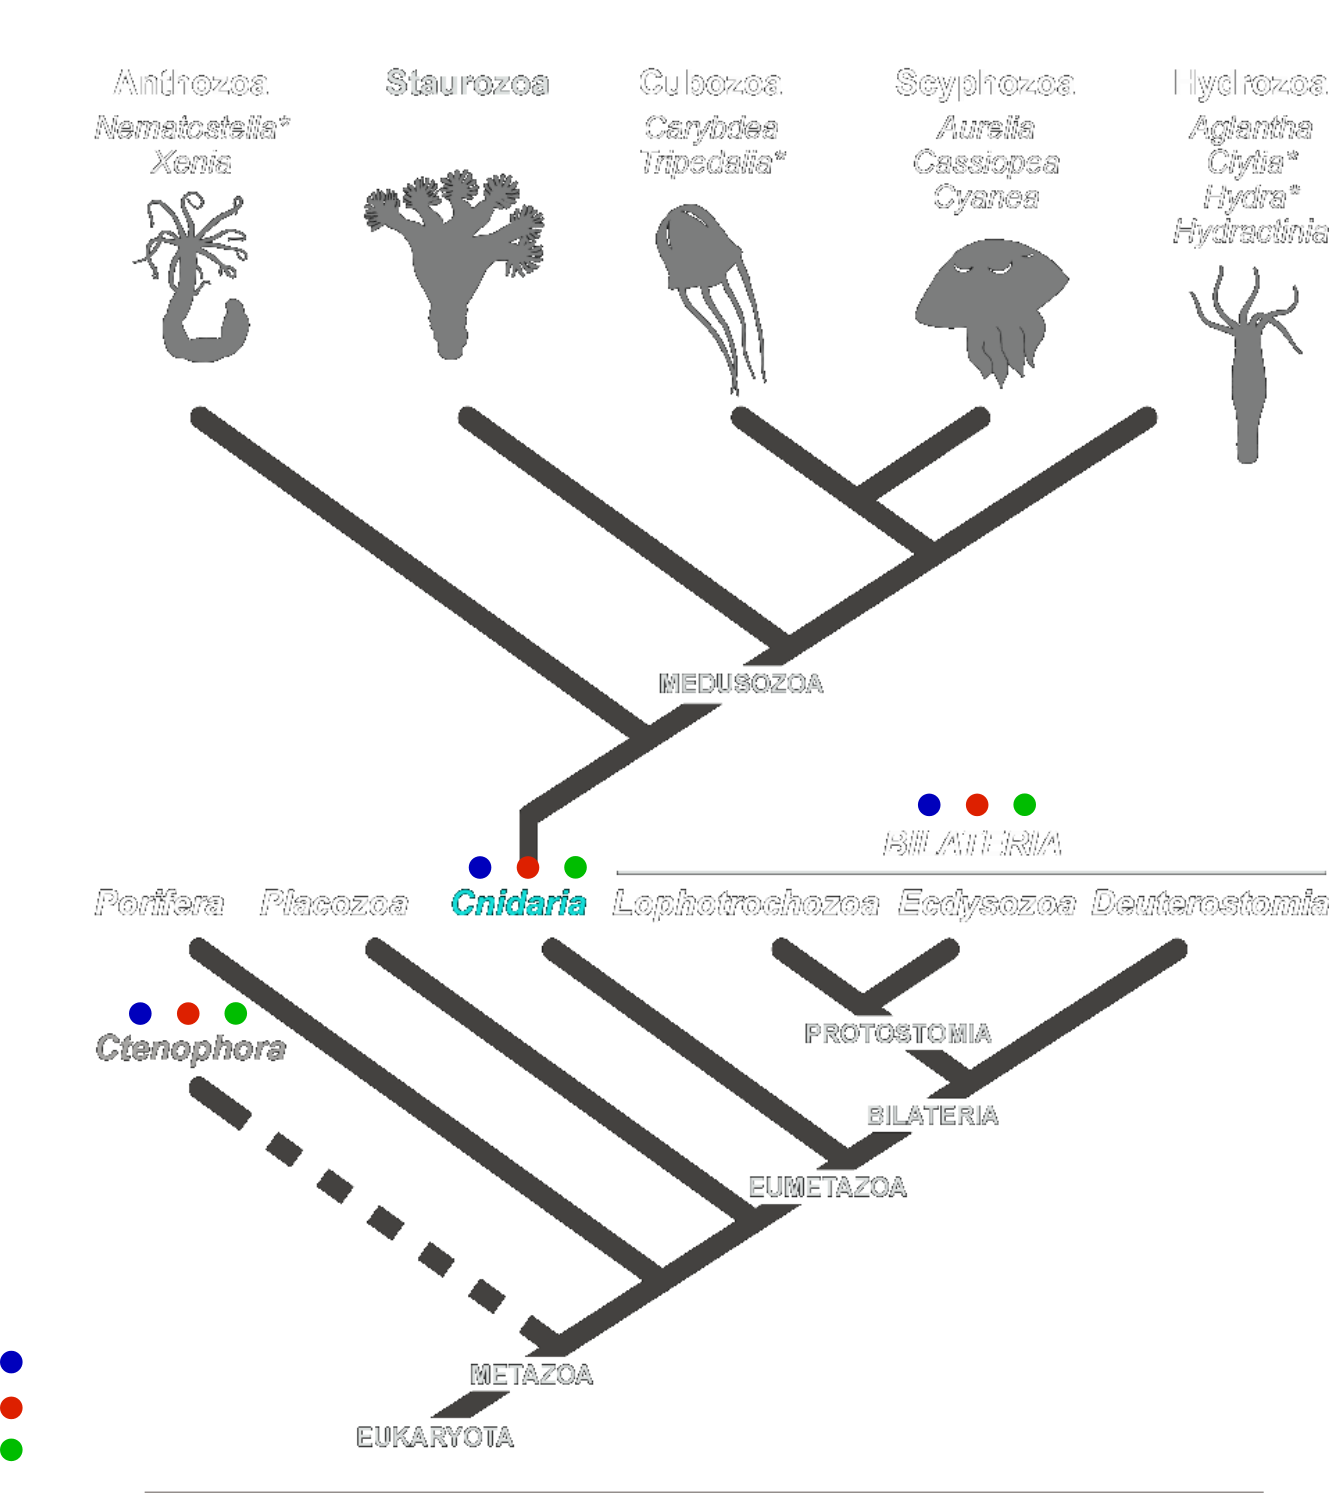 Anthozoa Staurozoa Cubozoa Scyphozoa Hydrozoa
Nematostella* Carybdea Aurelia Aglantha
Xenia Tripedalia* Cassiopea Clytia*
Cyanea Hydra*
Hydractinia
MEDUSOZOA
BILATERIA
Porifera Placozoa Cnidaria Lophotrochozoa Ecdysozoa Deuterostomia
PROTOSTOMIA
Ctenophora
BILATERIA
EUMETAZOA
METAZOA
EUKARYOTA